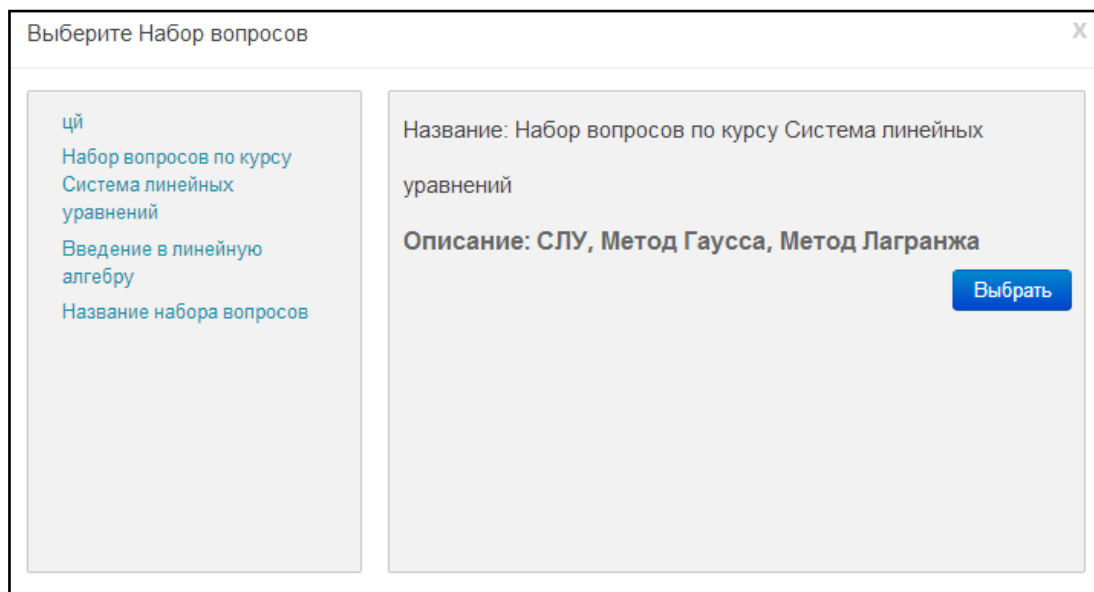 Выберите Набор вопросов
X
цй
Набор вопросов по курсу
Система линейных
уравнений
Введение в линейную
алгебру
Название набора вопросов
Название: Набор вопросов по курсу Система линейных
уравнений
Описание: СЛУ, Метод Гаусса, Метод Лагранжа
Выбрать